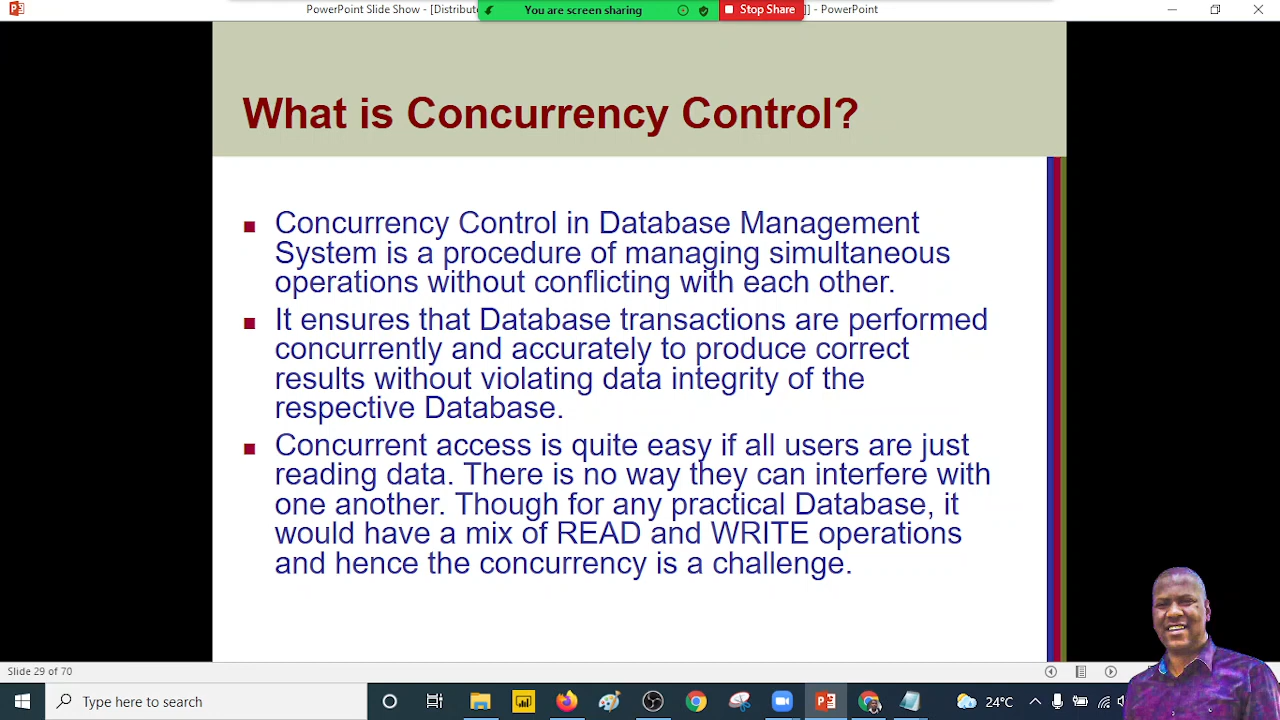 PowerPoint Slide Show - [Distribut
You are screen sharing
Stop Share
]] - PowerPoint
What is Concurrency Control?
Concurrency Control in Database Management
System is a procedure of managing simultaneous
operations without conflicting with each other.
It ensures that Database transactions are performed
concurrently and accurately to produce correct
results without violating data integrity of the
respective Database.
Concurrent access is quite easy if all users are just
reading data. There is no way they can interfere with
one another. Though for any practical Database, it
would have a mix of READ and WRITE operations
and hence the concurrency is a challenge.
Slide 29 of 70
Type here to search
24°C